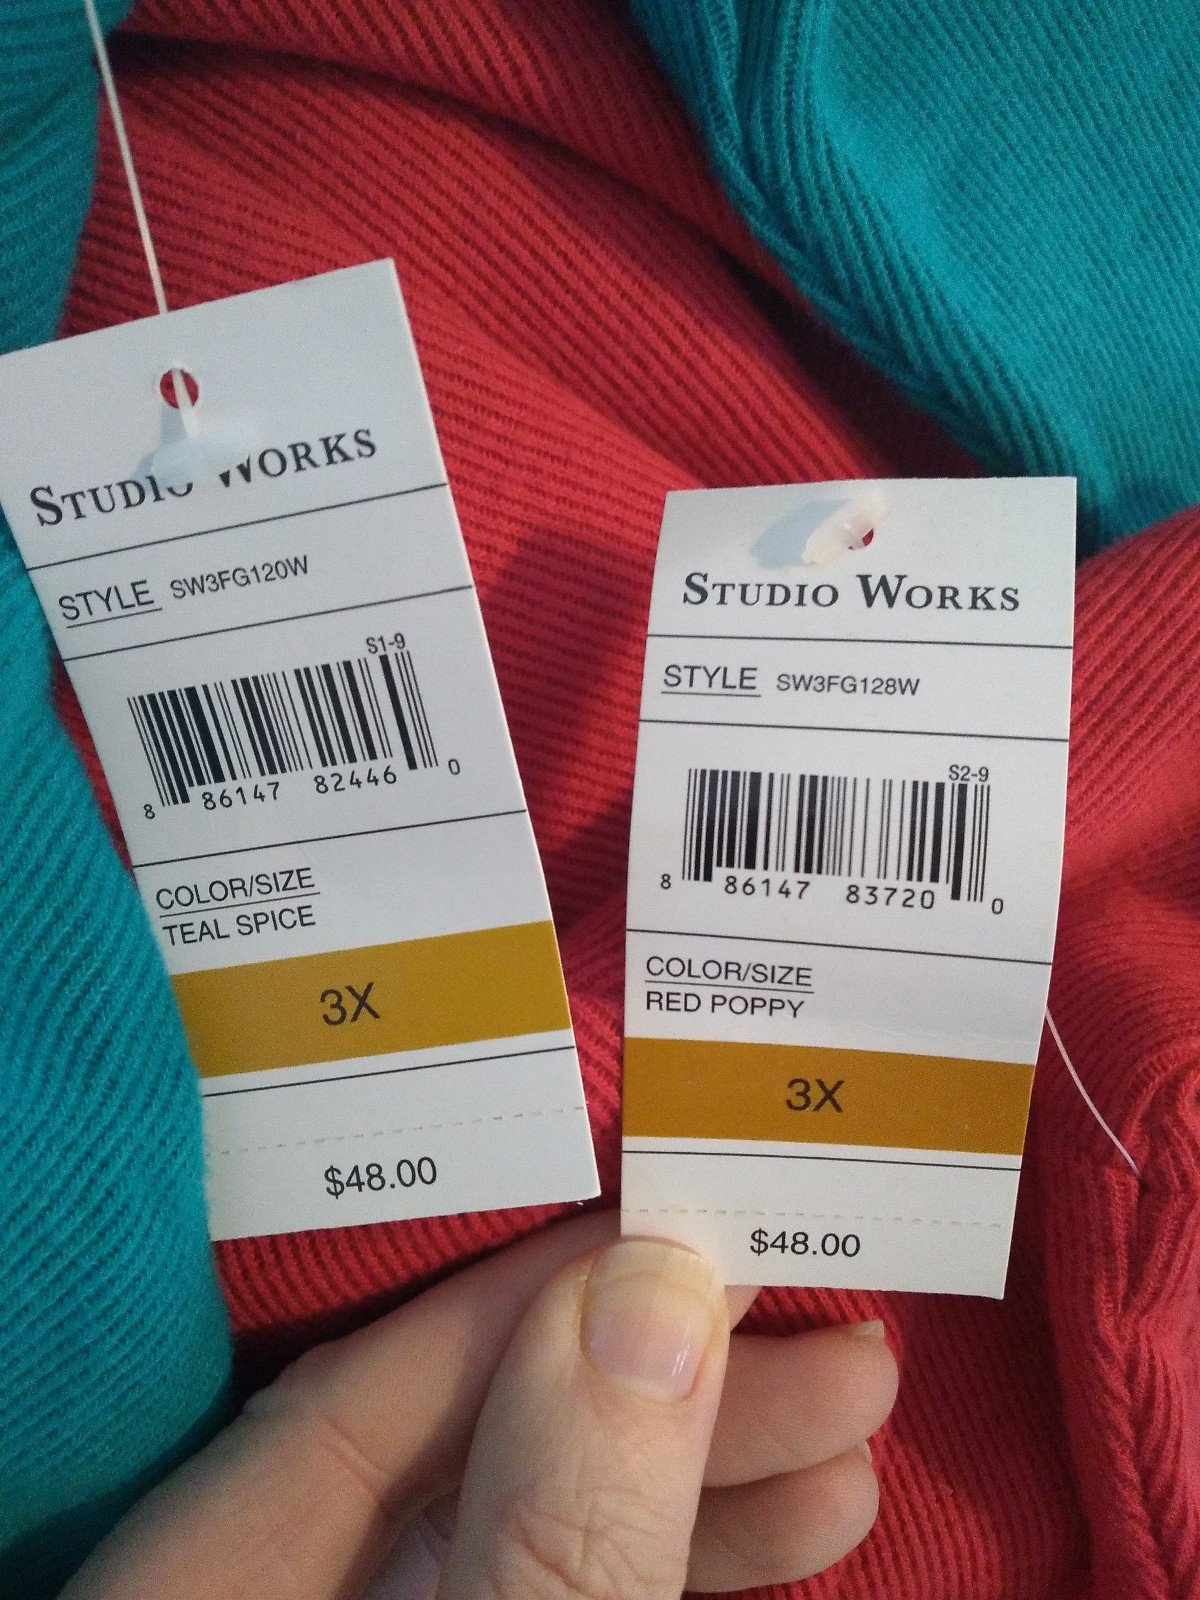 STUDIO WORKS
STYLE SW3FG120W
S1-9
8 86147 82446 0
COLOR/SIZE
TEAL SPICE
3X
$48.00
STUDIO WORKS
STYLE SW3FG128W
S2-9
8 86147 83720 0
COLOR/SIZE
RED POPPY
3X
$48.00